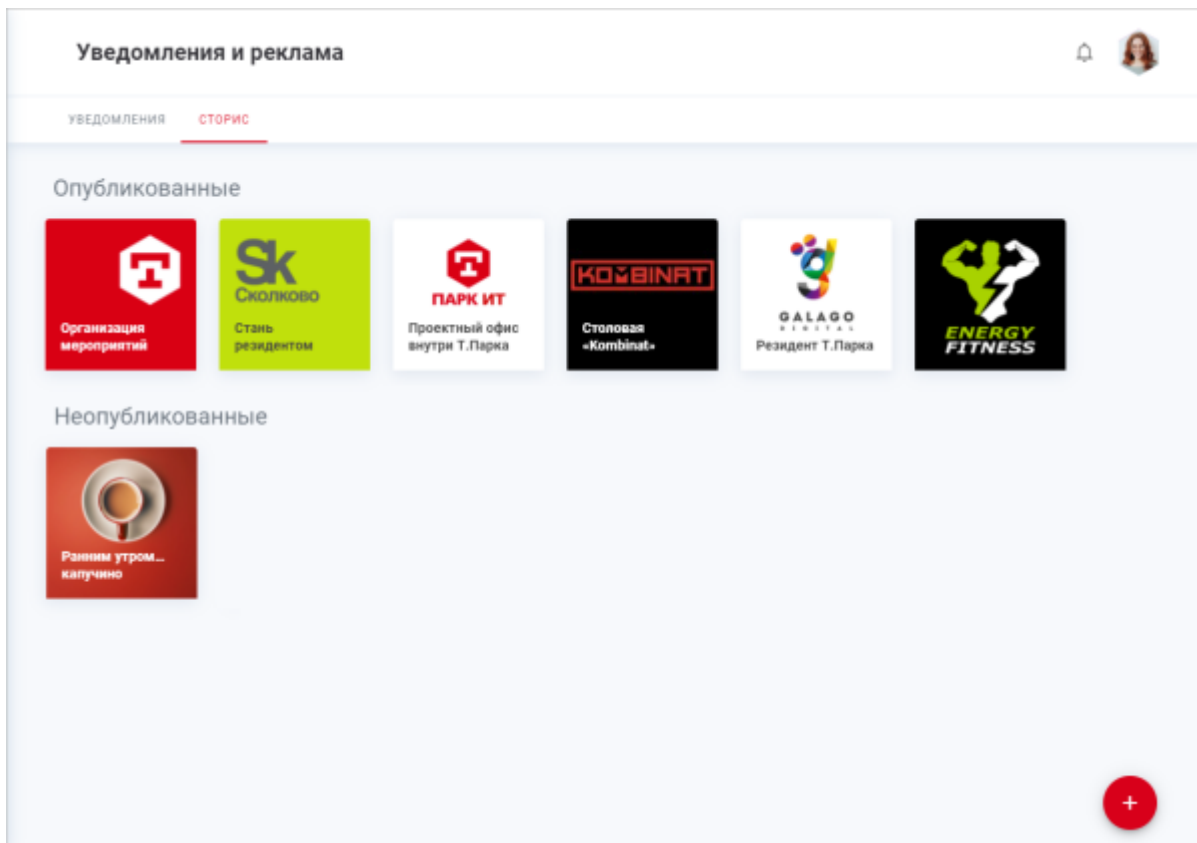 Уведомления и реклама
УВЕДОМЛЕНИЯ
СТОРИС
Опубликованные
Организация
мероприятий
Sk
Сколково
Стань
резидентом
ПАРК ИТ
Проектный офис
внутри Т.Парка
KOMBINAT
Столовая
«Kombinat»
GALAGO
DIGITAL
Резидент Т.Парка
ENERGY
FITNESS
Неопубликованные
Ранним утром...
капучино